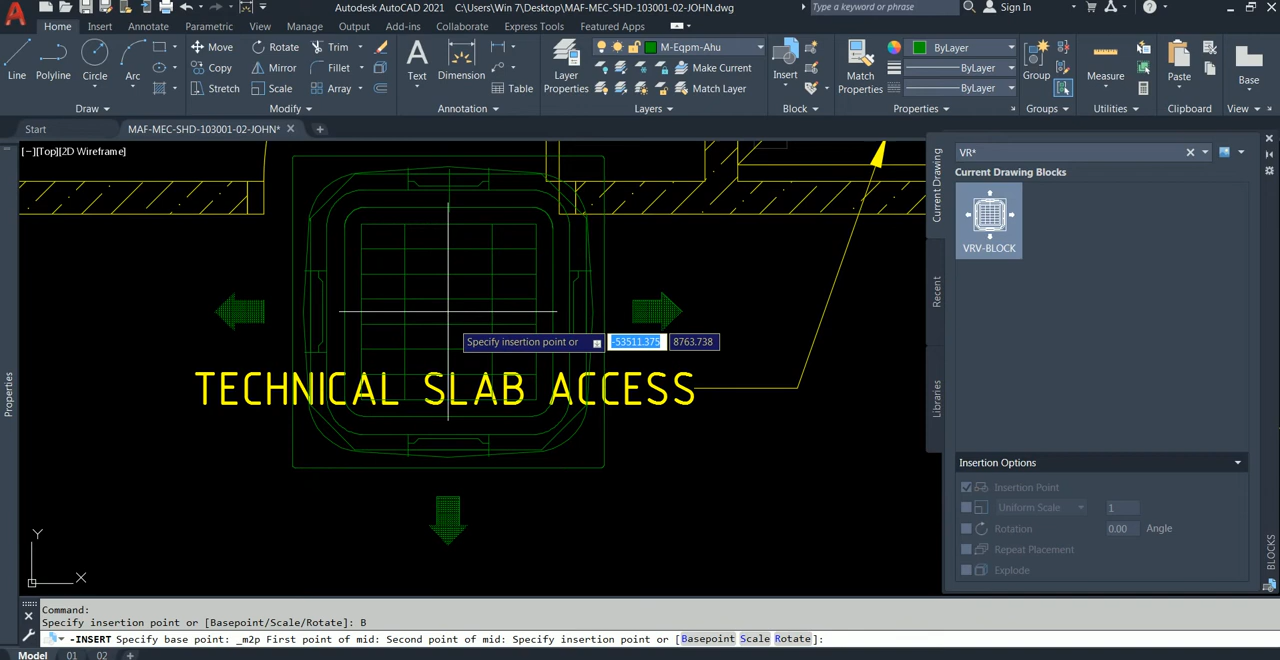 Autodesk AutoCAD 2021 C:\Users\Win 7\Desktop\MAF-MEC-SHD-103001-02-JOHN.dwg Type a keyword or phrase Sign In
Home Insert Annotate Parametric View Manage Output Add-ins Collaborate Express Tools Featured Apps
Line Polyline Circle Arc
Move Rotate Trim
Copy Mirror Fillet
Stretch Scale Array
Text Dimension Table
Layer Properties
M-Eqpm-Ahu
Make Current
Match Layer
Insert
Match Properties
ByLayer
ByLayer
ByLayer
Group Measure Paste Base
Draw Modify Annotation Layers Block Properties Groups Utilities Clipboard View
Start MAF-MEC-SHD-103001-02-JOHN*
[−][Top][2D Wireframe]
VR*
Current Drawing Blocks
VRV-BLOCK
Current Drawing
Recent
Libraries
Properties
Specify insertion point or -53511.375 8763.738
TECHNICAL SLAB ACCESS
Insertion Options
Insertion Point
Uniform Scale 1
Rotation 0.00 Angle
Repeat Placement
Explode
BLOCKS
Y
X
Command:
Specify insertion point or [Basepoint/Scale/Rotate]: B
-INSERT Specify base point: _m2p First point of mid: Second point of mid: Specify insertion point or [Basepoint Scale Rotate]:
Model 01 02